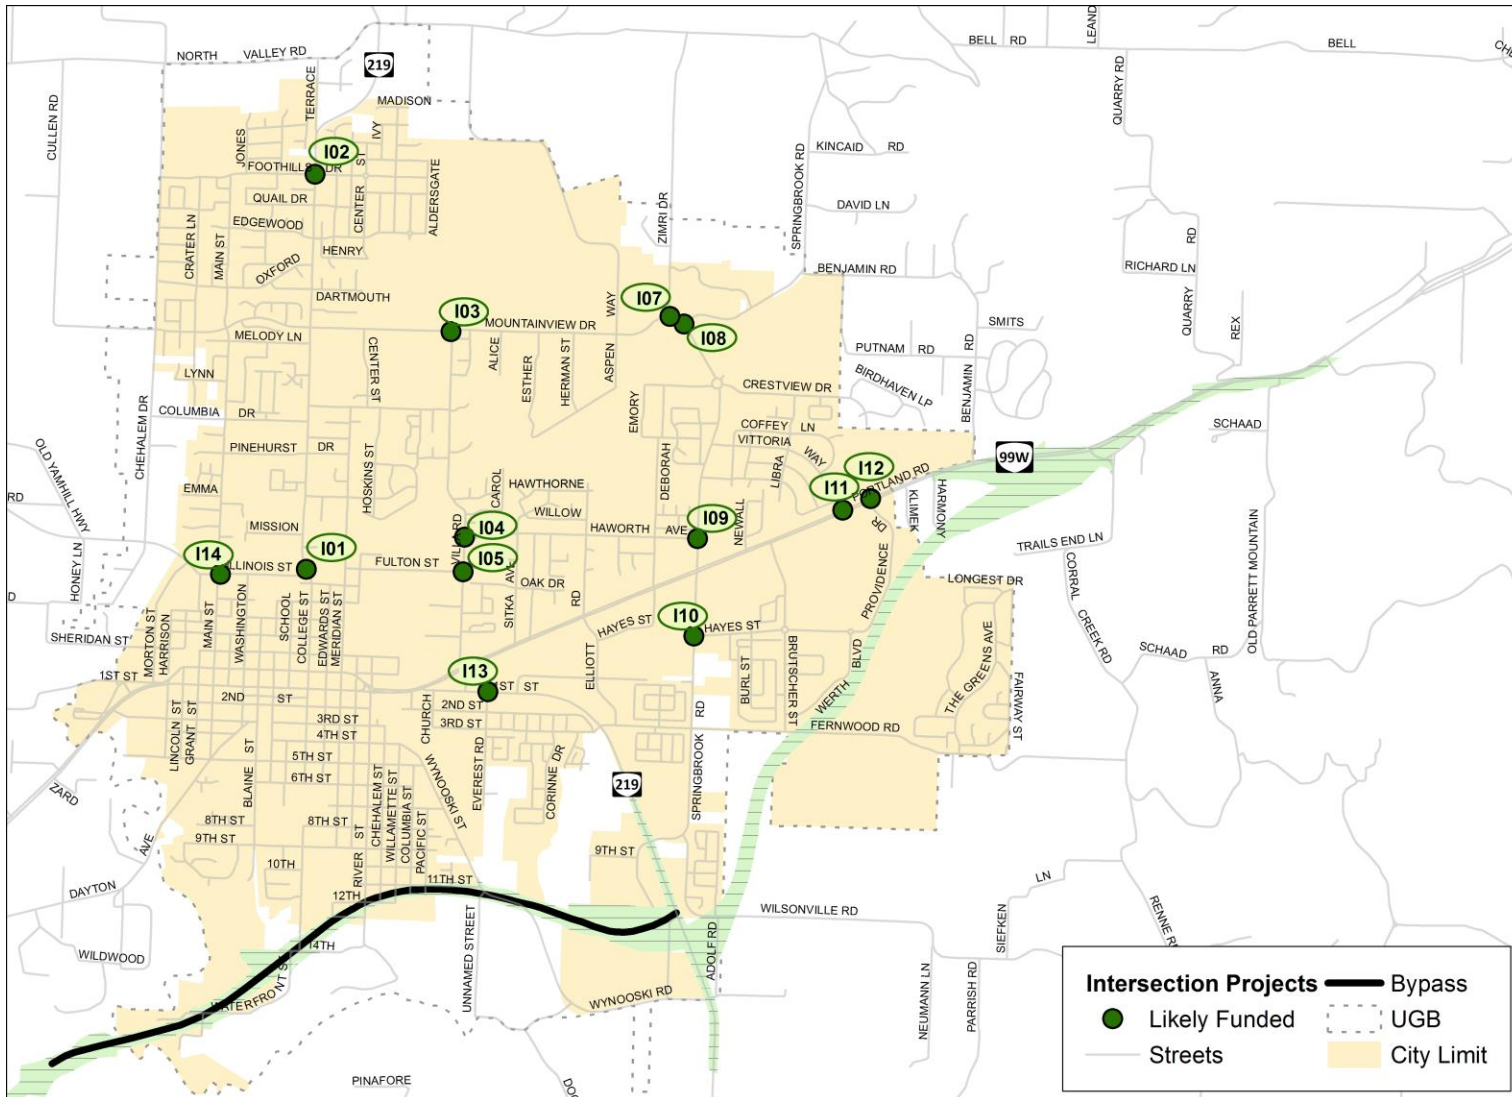 BELL RD
LEAND
BELL
NORTH VALLEY RD
219
QUARRY RD
CULLEN RD
TERRACE
MADISON
IVY
JONES
I02
ST
KINCAID RD
FOOTHILLS DR
SPRINGBROOK RD
ALDERSGATE
QUAIL DR
CENTER
DAVID LN
ZIMRI DR
EDGEWOOD
CRATER LN
MAIN ST
HENRY
RD
OXFORD
BENJAMIN RD
RICHARD LN
DARTMOUTH
WAY
I07
QUARRY
I03
MOUNTAINVIEW DR
SMITS
REX
I08
MELODY LN
CENTER ST
ALICE
ESTHER
HERMAN ST
ASPEN
PUTNAM RD
RD
LYNN
BIRDHAVEN LP
CRESTVIEW DR
BENJAMIN
COLUMBIA DR
CHEHALEM DR
EMORY
COFFEY LN
SCHAAD
OLD YAMHILL HWY
PINEHURST DR
VITTORIA
WAY
99W
HOSKINS ST
DEBORAH
LIBRA
I12
PORTLAND RD
RD
EMMA
CAROL
HAWTHORNE
I11
KLIMEK
HARMONY
MISSION
WILLOW
I09
NEWALL
VILLA RD
I04
HAWORTH AVE
DR
TRAILS END LN
HONEY LN
I14
ILLINOIS ST
I01
FULTON ST
I05
OAK DR
LONGEST DR
CORRAL
CREEK RD
OLD PARRETT MOUNTAIN
D
SITKA AVE
RD
PROVIDENCE
SHERIDAN ST
MORTON ST
HARRISON
MAIN ST
WASHINGTON
SCHOOL
COLLEGE ST
EDWARDS ST
MERIDIAN ST
HAYES ST
I10
HAYES ST
1ST ST
I13
1ST ST
ELLIOTT
BURL ST
BRUTSCHER ST
BLVD
WERTH
THE GREENS AVE
FAIRWAY ST
SCHAAD RD
ANNA
2ND ST
2ND ST
LINCOLN ST
GRANT ST
3RD ST
4TH ST
CHURCH
3RD ST
RD
FERNWOOD RD
5TH ST
6TH ST
BLAINE ST
WYNOOSKI ST
EVEREST RD
CORINNE DR
SPRINGBROOK
219
ZARD
CHEHALEM ST
WILLAMETTE ST
COLUMBIA ST
PACIFIC ST
8TH ST
8TH ST
9TH ST
9TH ST
AVE
10TH
RIVER ST
11TH ST
DAYTON
12TH
WILSONVILLE RD
LN
SIEFKEN
RENNE R
WILDWOOD
14TH
UNNAMED STREET
ADOLF RD
WATERFRONT ST
WYNOOSKI RD
NEUMANN LN
PARRISH RD
PINAFORE
Intersection Projects
Likely Funded
Streets
Bypass
UGB
City Limit